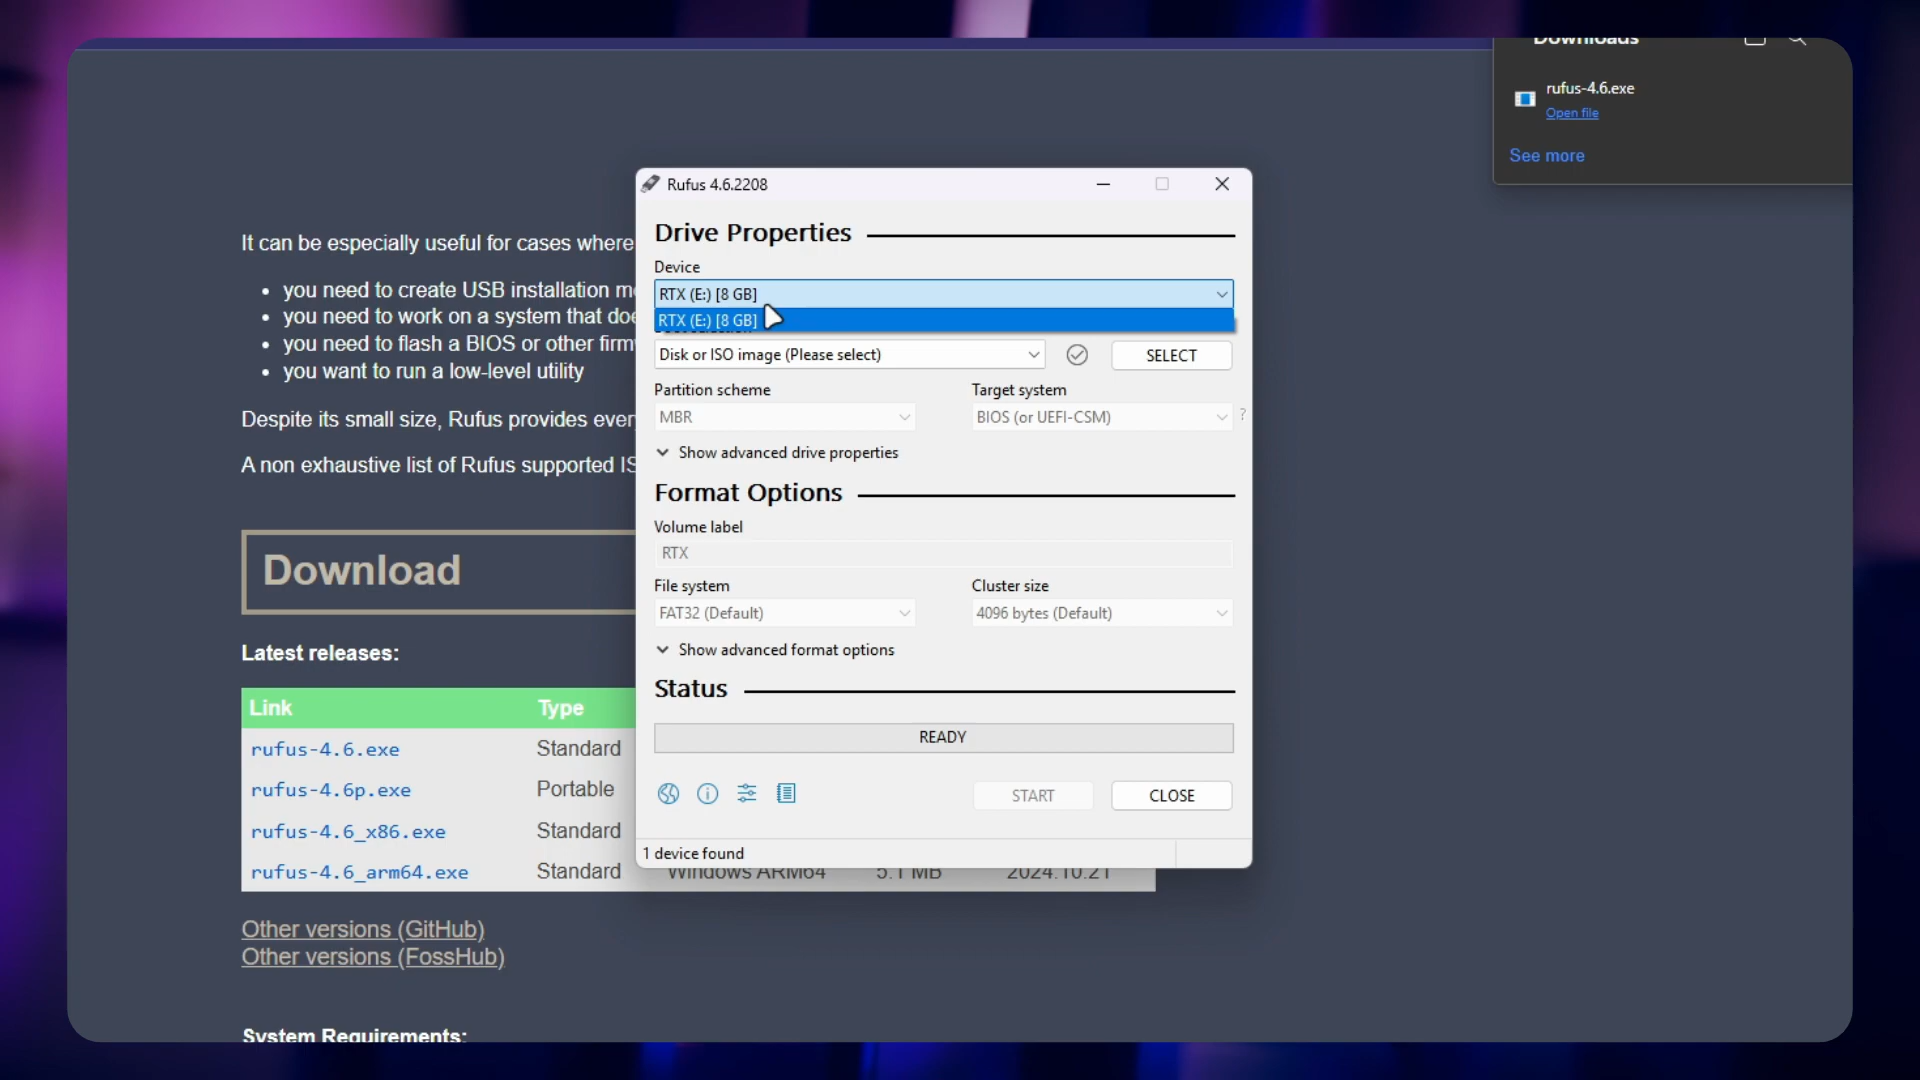 Downloads
rufus-4.6.exe
Open file
See more
It can be especially useful for cases where
you need to create USB installation
you need to work on a system that
you need to flash a BIOS or other
you want to run a low-level utility
Despite its small size, Rufus provides
A non exhaustive list of Rufus supported
Download
Latest releases:
Link Type
rufus-4.6.exe Standard
rufus-4.6p.exe Portable
rufus-4.6_x86.exe Standard
rufus-4.6_arm64.exe Standard Windows ARM64 5.1 MB 2024.10.21
Other versions (GitHub)
Other versions (FossHub)
System Requirements:
Rufus 4.6.2208
Drive Properties
Device
RTX (E:) [8 GB]
RTX (E:) [8 GB]
Disk or ISO image (Please select)
SELECT
Partition scheme
Target system
MBR
BIOS (or UEFI-CSM)
?
Show advanced drive properties
Format Options
Volume label
RTX
File system
Cluster size
FAT32 (Default)
4096 bytes (Default)
Show advanced format options
Status
READY
START
CLOSE
1 device found